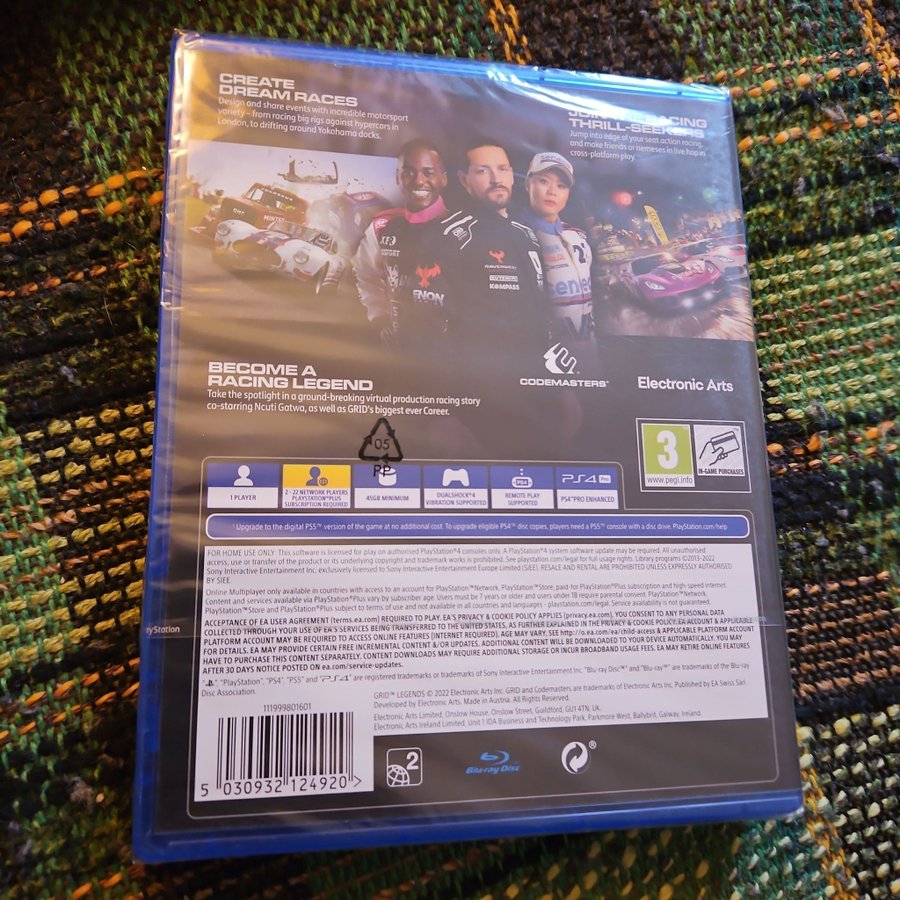 CREATE
DREAM RACES
Design and share events with incredible motorsport
variety – from racing big rigs against hypercars in
London, to drifting around Yokohama docks.
THE RACING
THRILL-SEEKERS
Jump into edge of your seat action racing,
and make friends or nemeses in live hop in
cross-platform play.
BECOME A
RACING LEGEND
Take the spotlight in a ground-breaking virtual production racing story
co-starring Ncuti Gatwa, as well as GRID's biggest ever Career.
RAVENWEST
KOMPASS
CODEMASTERS®
Electronic Arts
05
PP
3
www.pegi.info
IN-GAME PURCHASES
1 PLAYER
2 - 22 NETWORK PLAYERS
PLAYSTATION®PLUS
SUBSCRIPTION REQUIRED
45GB MINIMUM
DUALSHOCK®4
VIBRATION SUPPORTED
PS4
REMOTE PLAY
SUPPORTED
PS4 Pro
PS4™PRO ENHANCED
¹ Upgrade to the digital PS5™ version of the game at no additional cost. To upgrade eligible PS4™ disc copies, players need a PS5™ console with a disc drive. PlayStation.com/help
FOR HOME USE ONLY: This software is licensed for play on authorised PlayStation®4 consoles only. A PlayStation®4 system software update may be required. All unauthorised
access, use or transfer of the product or its underlying copyright and trademark works is prohibited. See playstation.com/legal for full usage rights. Library programs ©2013-2022
Sony Interactive Entertainment Inc. exclusively licensed to Sony Interactive Entertainment Europe Limited (SIEE). RESALE AND RENTAL ARE PROHIBITED UNLESS EXPRESSLY AUTHORISED
BY SIEE.
Online Multiplayer only available in countries with access to an account for PlayStation™Network, PlayStation™Store, paid-for PlayStation®Plus subscription and high-speed internet.
Content and services available via PlayStation®Plus vary by subscriber age. Users must be 7 years or older and users under 18 require parental consent. PlayStation™Network,
PlayStation™Store and PlayStation®Plus subject to terms of use and not available in all countries and languages - playstation.com/legal. Service availability is not guaranteed.
ACCEPTANCE OF EA USER AGREEMENT (terms.ea.com) REQUIRED TO PLAY. EA'S PRIVACY & COOKIE POLICY APPLIES (privacy.ea.com). YOU CONSENT TO ANY PERSONAL DATA
COLLECTED THROUGH YOUR USE OF EA'S SERVICES BEING TRANSFERRED TO THE UNITED STATES, AS FURTHER EXPLAINED IN THE PRIVACY & COOKIE POLICY. EA ACCOUNT & APPLICABLE
PLATFORM ACCOUNT MAY BE REQUIRED TO ACCESS ONLINE FEATURES (INTERNET REQUIRED). AGE MAY VARY, SEE http://o.ea.com/ea/child-access & APPLICABLE PLATFORM ACCOUNT
FOR DETAILS. EA MAY PROVIDE CERTAIN FREE INCREMENTAL CONTENT &/OR UPDATES. ADDITIONAL CONTENT WILL BE DOWNLOADED TO YOUR DEVICE AUTOMATICALLY. YOU MAY
HAVE TO PURCHASE THIS CONTENT SEPARATELY. CONTENT DOWNLOADS MAY REQUIRE ADDITIONAL STORAGE OR INCUR BROADBAND USAGE FEES. EA MAY RETIRE ONLINE FEATURES
AFTER 30 DAYS NOTICE POSTED ON ea.com/service-updates.
"PlayStation", "PS4", "PS5" and "PS4" are registered trademarks or trademarks of Sony Interactive Entertainment Inc. "Blu-ray Disc™" and "Blu-ray™" are trademarks of the Blu-ray
Disc Association.
GRID™ LEGENDS © 2022 Electronic Arts Inc. GRID and Codemasters are trademarks of Electronic Arts Inc. Published by EA Swiss Sàrl.
Developed by Electronic Arts. Made in Austria. All Rights Reserved.
Electronic Arts Limited, Onslow House, Onslow Street, Guildford, GU1 4TN, UK.
Electronic Arts Ireland Limited, Unit 1 IDA Business and Technology Park, Parkmore West, Ballybrit, Galway, Ireland.
111999801601
5 030932 124920
2
Blu-ray Disc